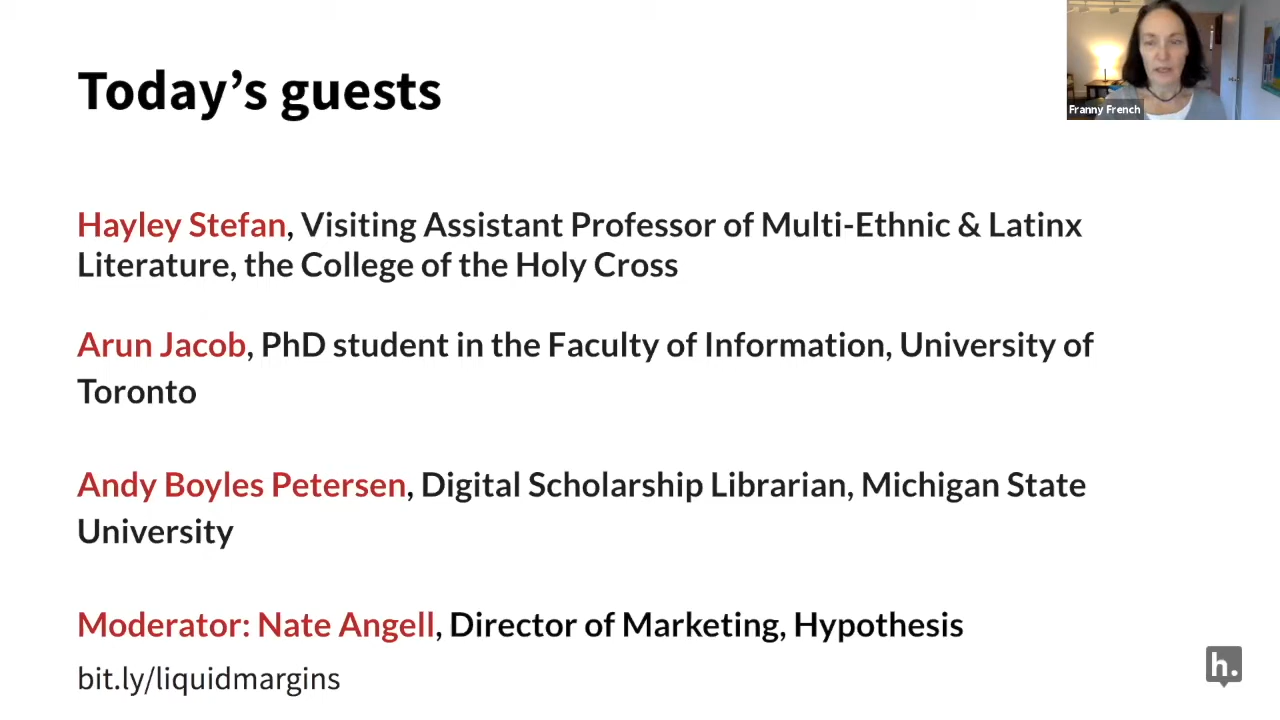 Today’s guests
Franny French
Hayley Stefan, Visiting Assistant Professor of Multi-Ethnic & Latinx
Literature, the College of the Holy Cross
Arun Jacob, PhD student in the Faculty of Information, University of
Toronto
Andy Boyles Petersen, Digital Scholarship Librarian, Michigan State
University
Moderator: Nate Angell, Director of Marketing, Hypothesis
bit.ly/liquidmargins
h.